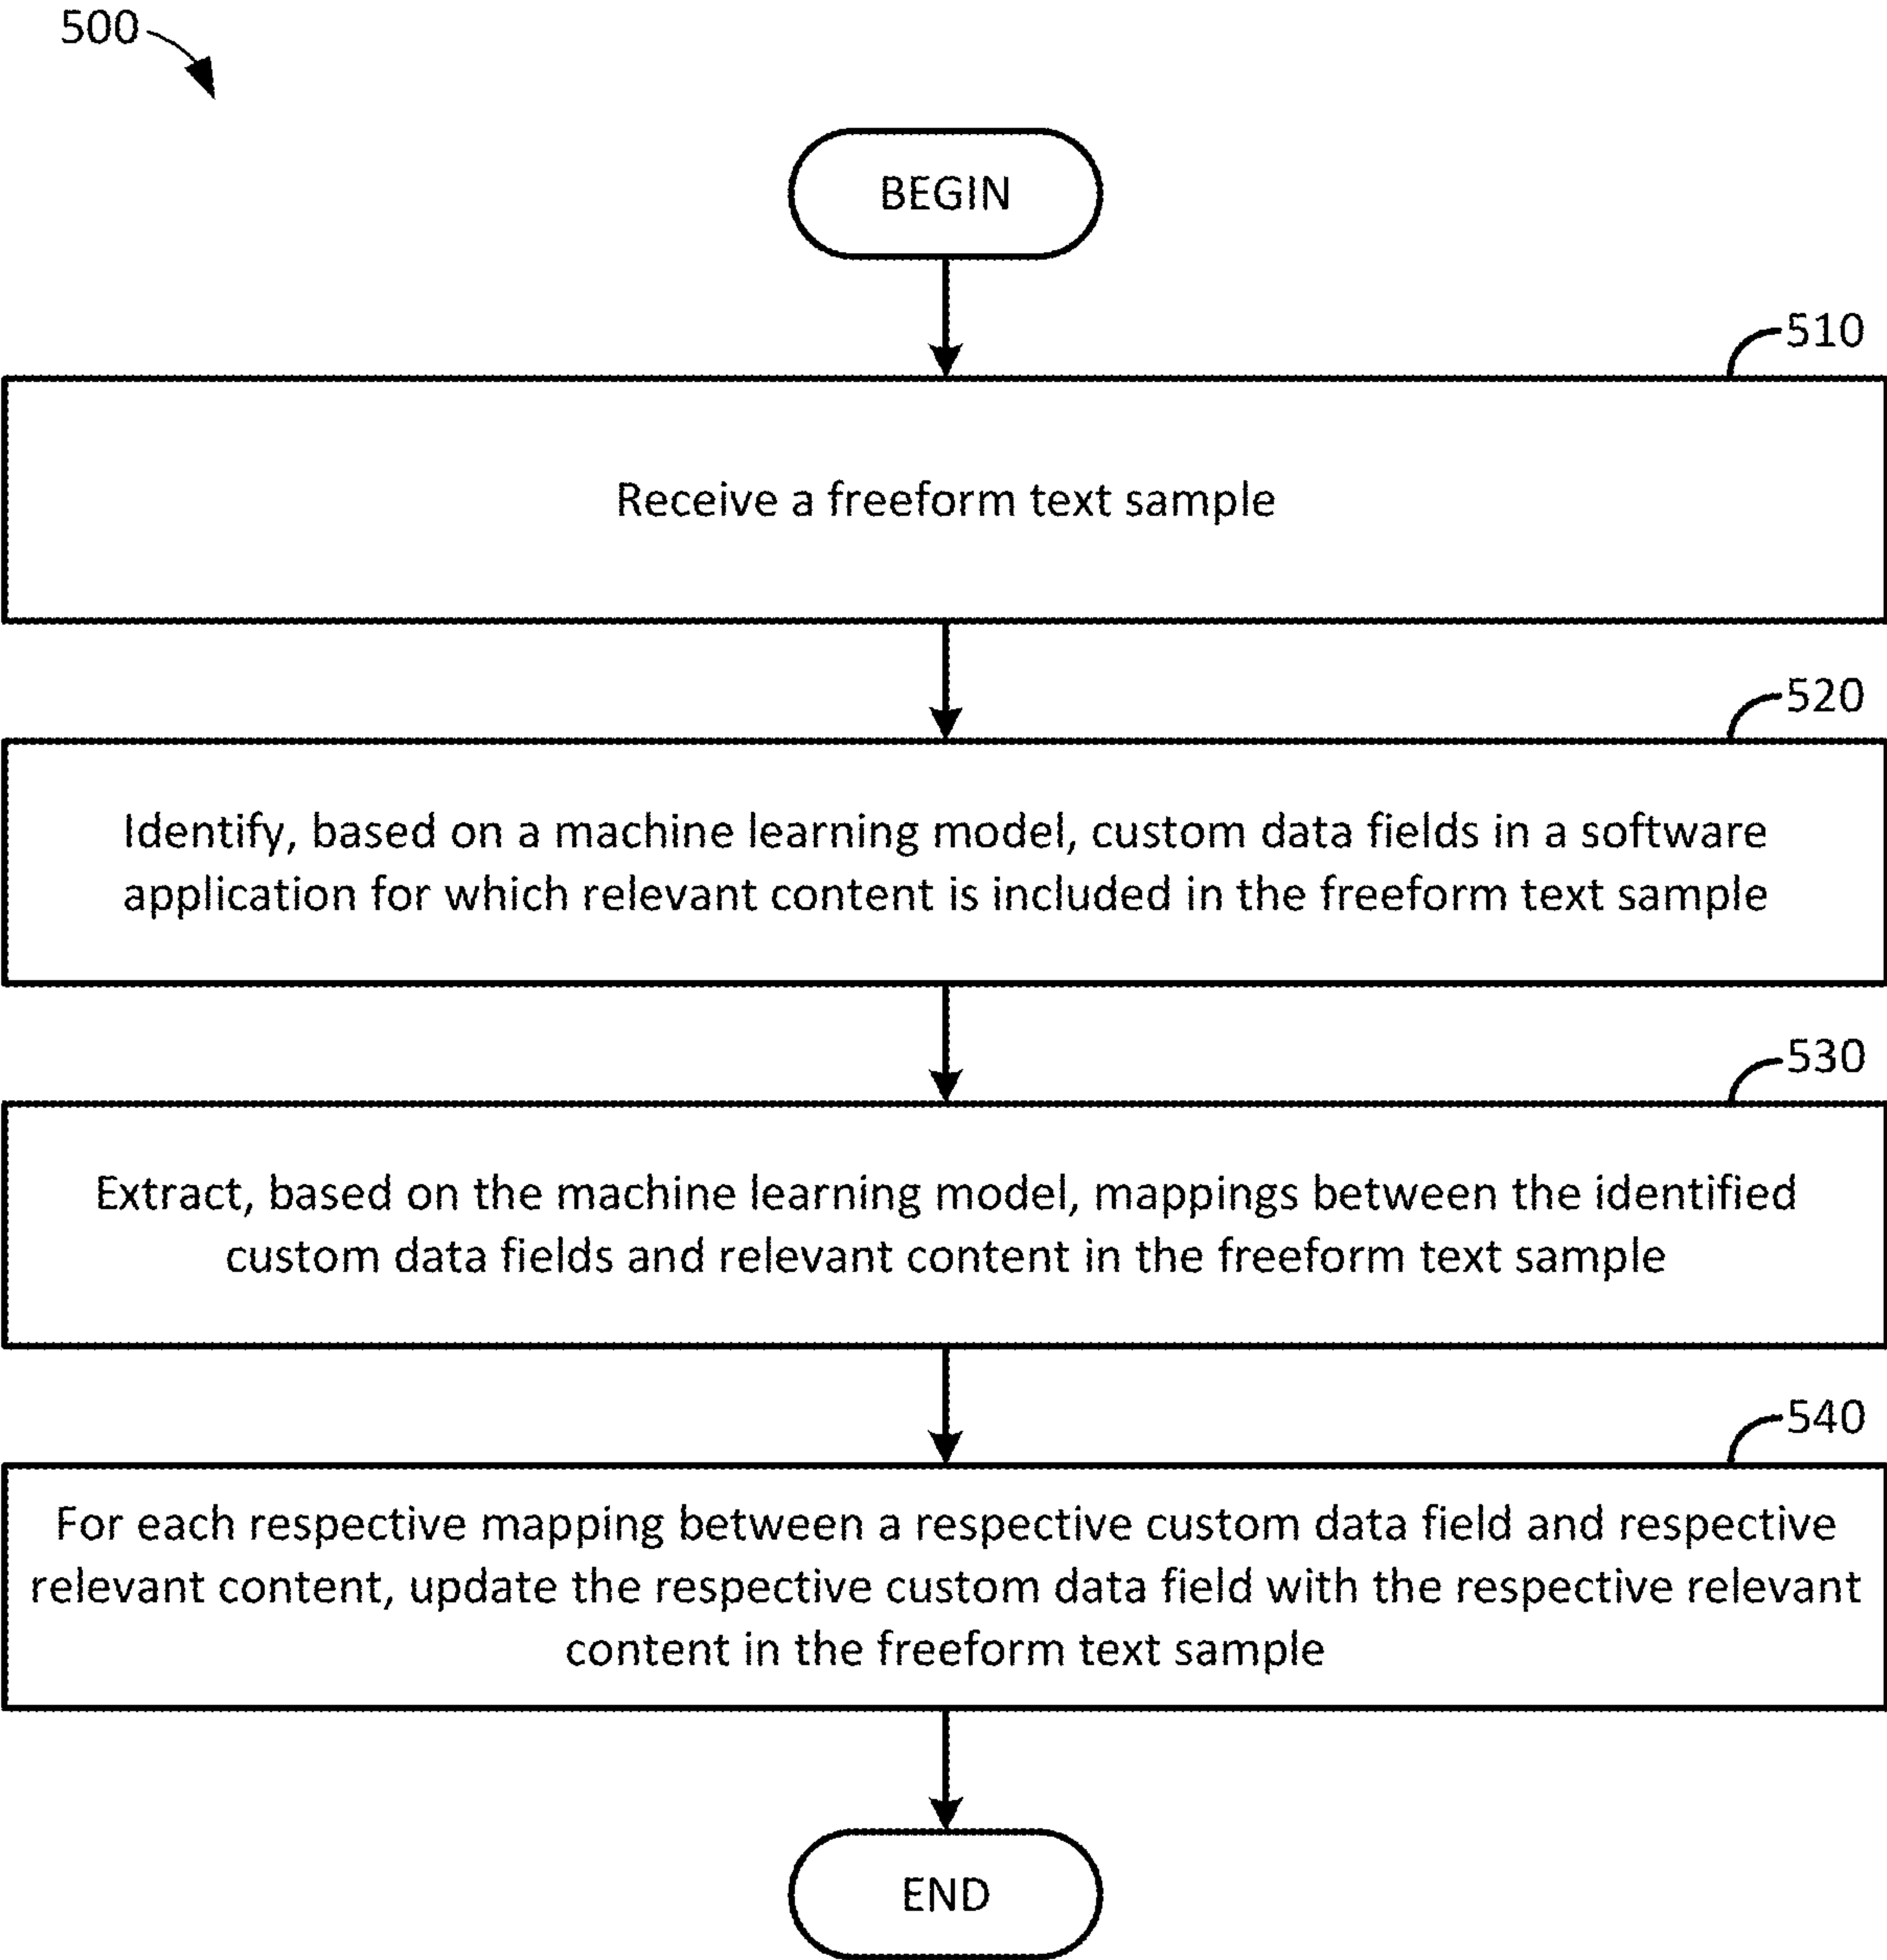 500
BEGIN
510
Receive a freeform text sample
520
Identify, based on a machine learning model, custom data fields in a software
application for which relevant content is included in the freeform text sample
530
Extract, based on the machine learning model, mappings between the identified
custom data fields and relevant content in the freeform text sample
540
For each respective mapping between a respective custom data field and respective
relevant content, update the respective custom data field with the respective relevant
content in the freeform text sample
END